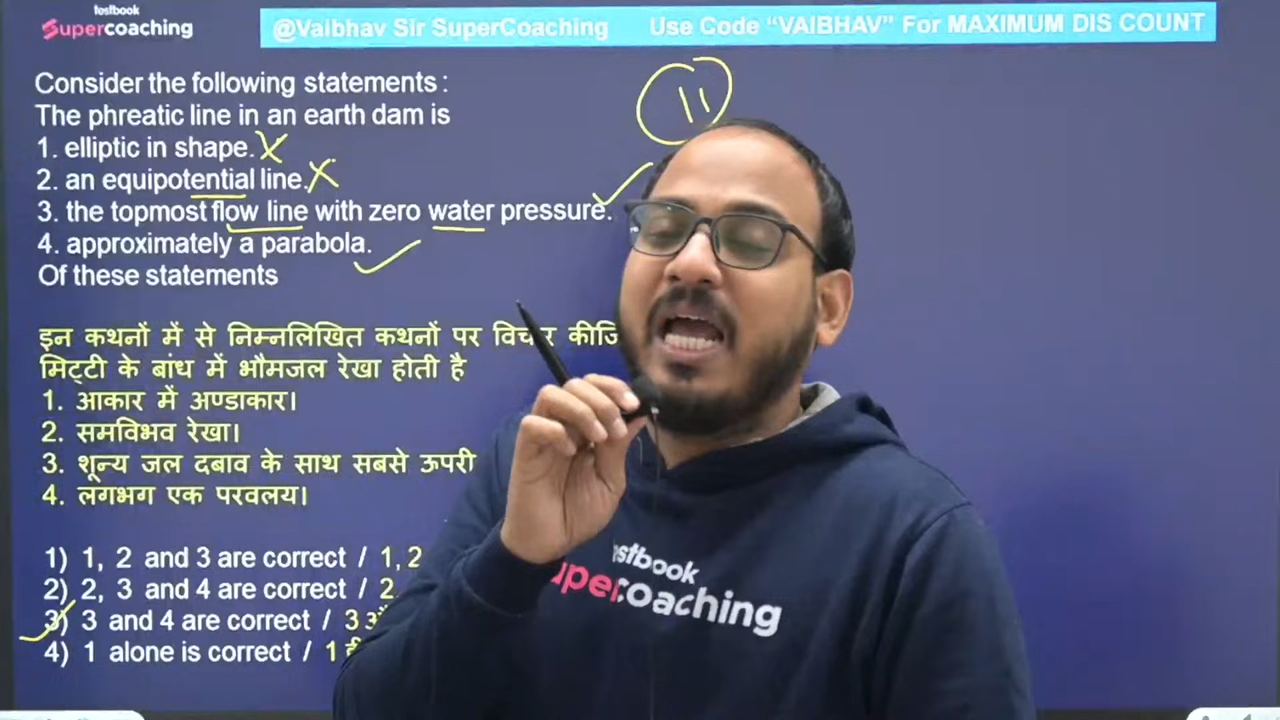 testbook
Supercoaching
@Vaibhav Sir SuperCoaching Use Code “VAIBHAV” For MAXIMUM DIS COUNT
Consider the following statements :
The phreatic line in an earth dam is
1. elliptic in shape.
2. an equipotential line.
3. the topmost flow line with zero water pressure.
4. approximately a parabola.
Of these statements
11
इन कथनों में से निम्नलिखित कथनों पर विचार
मिट्टी के बांध में भौमजल रेखा होती है
1. आकार में अण्डाकार।
2. समविभव रेखा।
3. शून्य जल दबाव के साथ सबसे ऊपरी
4. लगभग एक परवलय।
1) 1, 2 and 3 are correct / 1, 2
2) 2, 3 and 4 are correct / 2
3) 3 and 4 are correct / 3
4) 1 alone is correct / 1
testbook
supercoaching